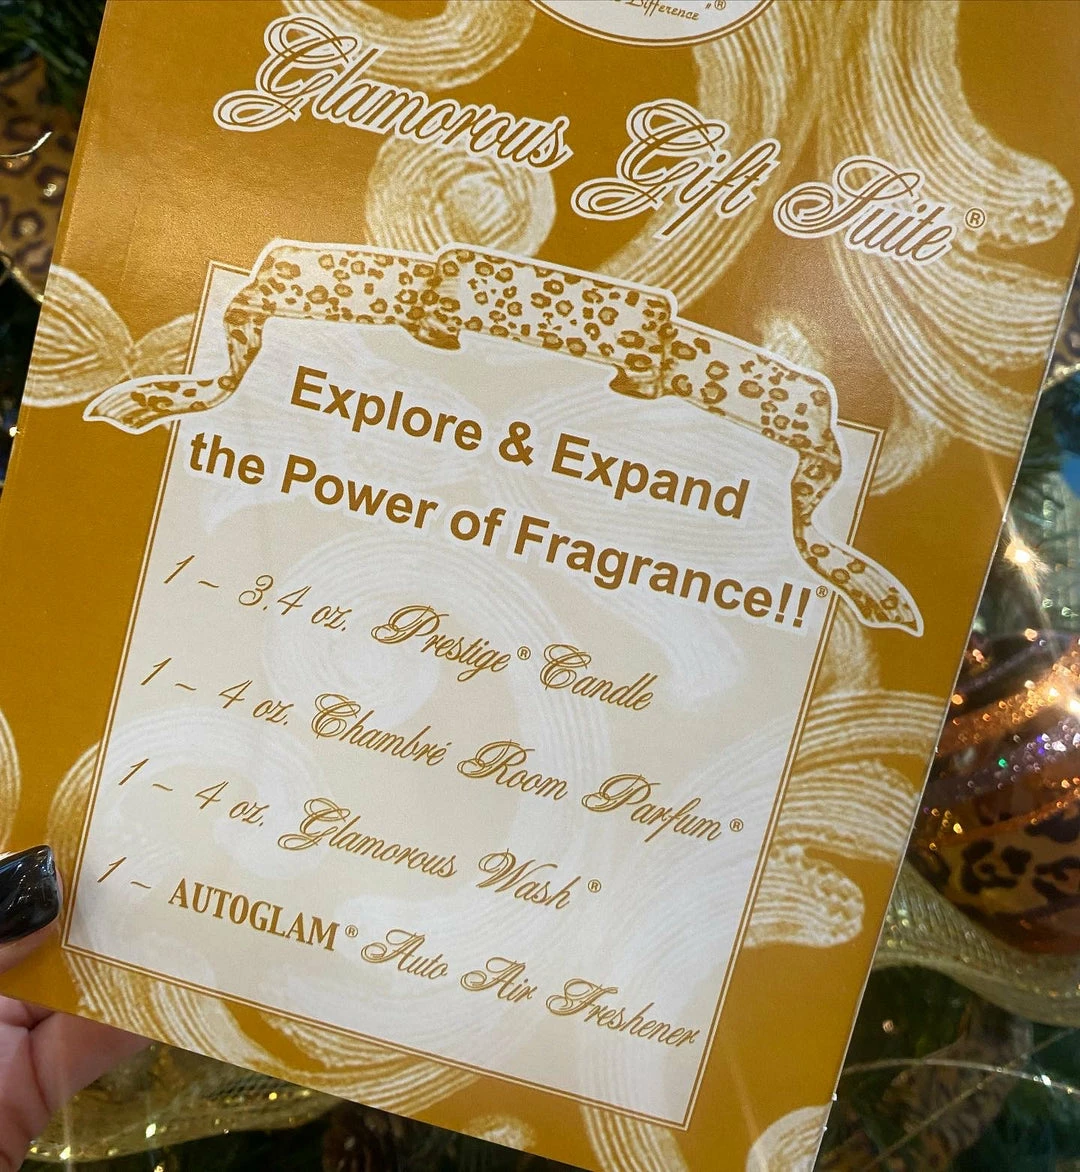 Difference"®
Glamorous Gift Suite®
Explore & Expand
the Power of Fragrance!!®
1 ~ 3.4 oz. Prestige® Candle
1 ~ 4 oz. Chambré Room Parfum®
1 ~ 4 oz. Glamorous Wash®
1 ~ AUTOGLAM® Auto Air Freshener